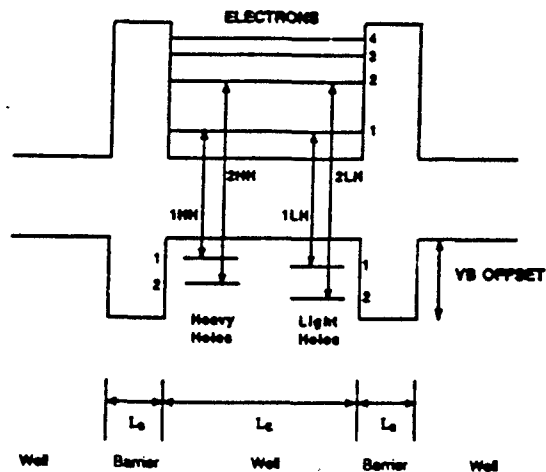 ELECTRONS
4
3
2
1
2HH
2LH
1HH
1LH
1
2
1
2
VB OFFSET
Heavy
Holes
Light
Holes
Well
Barrier
Well
Barrier
Well